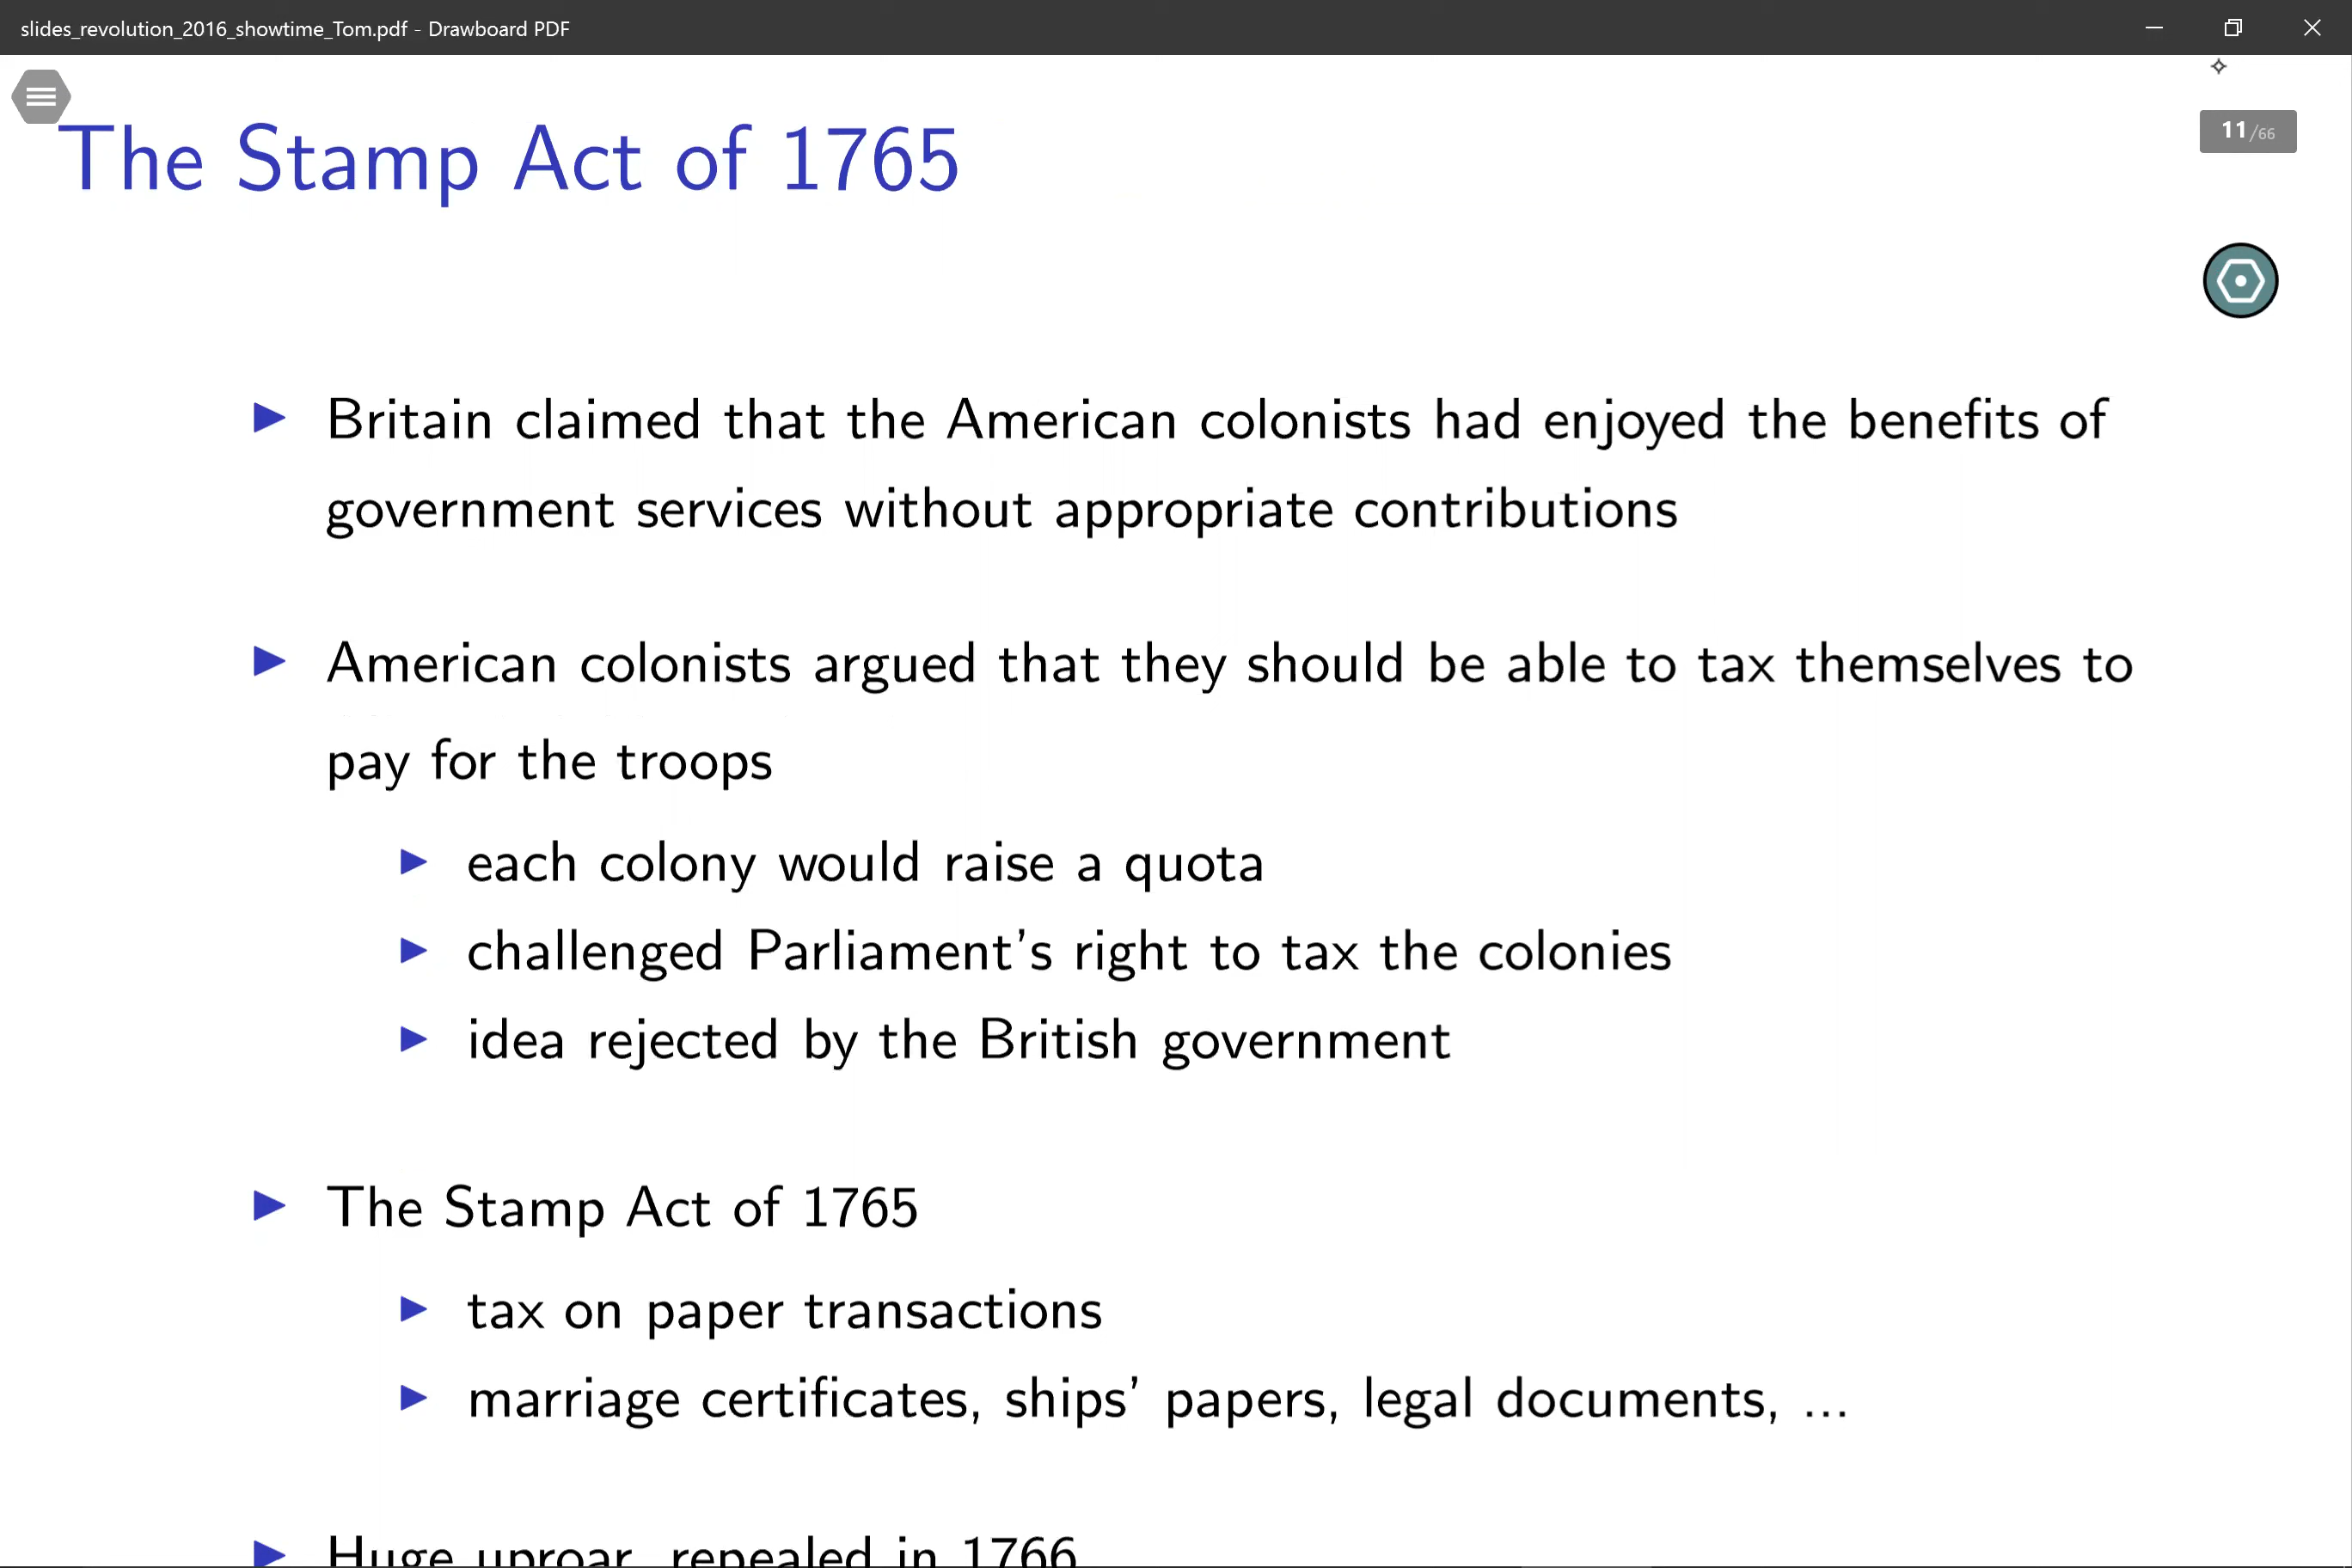 slides_revolution_2016_showtime_Tom.pdf - Drawboard PDF
The Stamp Act of 1765
11/66
▶ Britain claimed that the American colonists had enjoyed the benefits of
government services without appropriate contributions
▶ American colonists argued that they should be able to tax themselves to
pay for the troops
▶ each colony would raise a quota
▶ challenged Parliament's right to tax the colonies
▶ idea rejected by the British government
▶ The Stamp Act of 1765
▶ tax on paper transactions
▶ marriage certificates, ships' papers, legal documents, ...
▶ Huge uproar, repealed in 1766